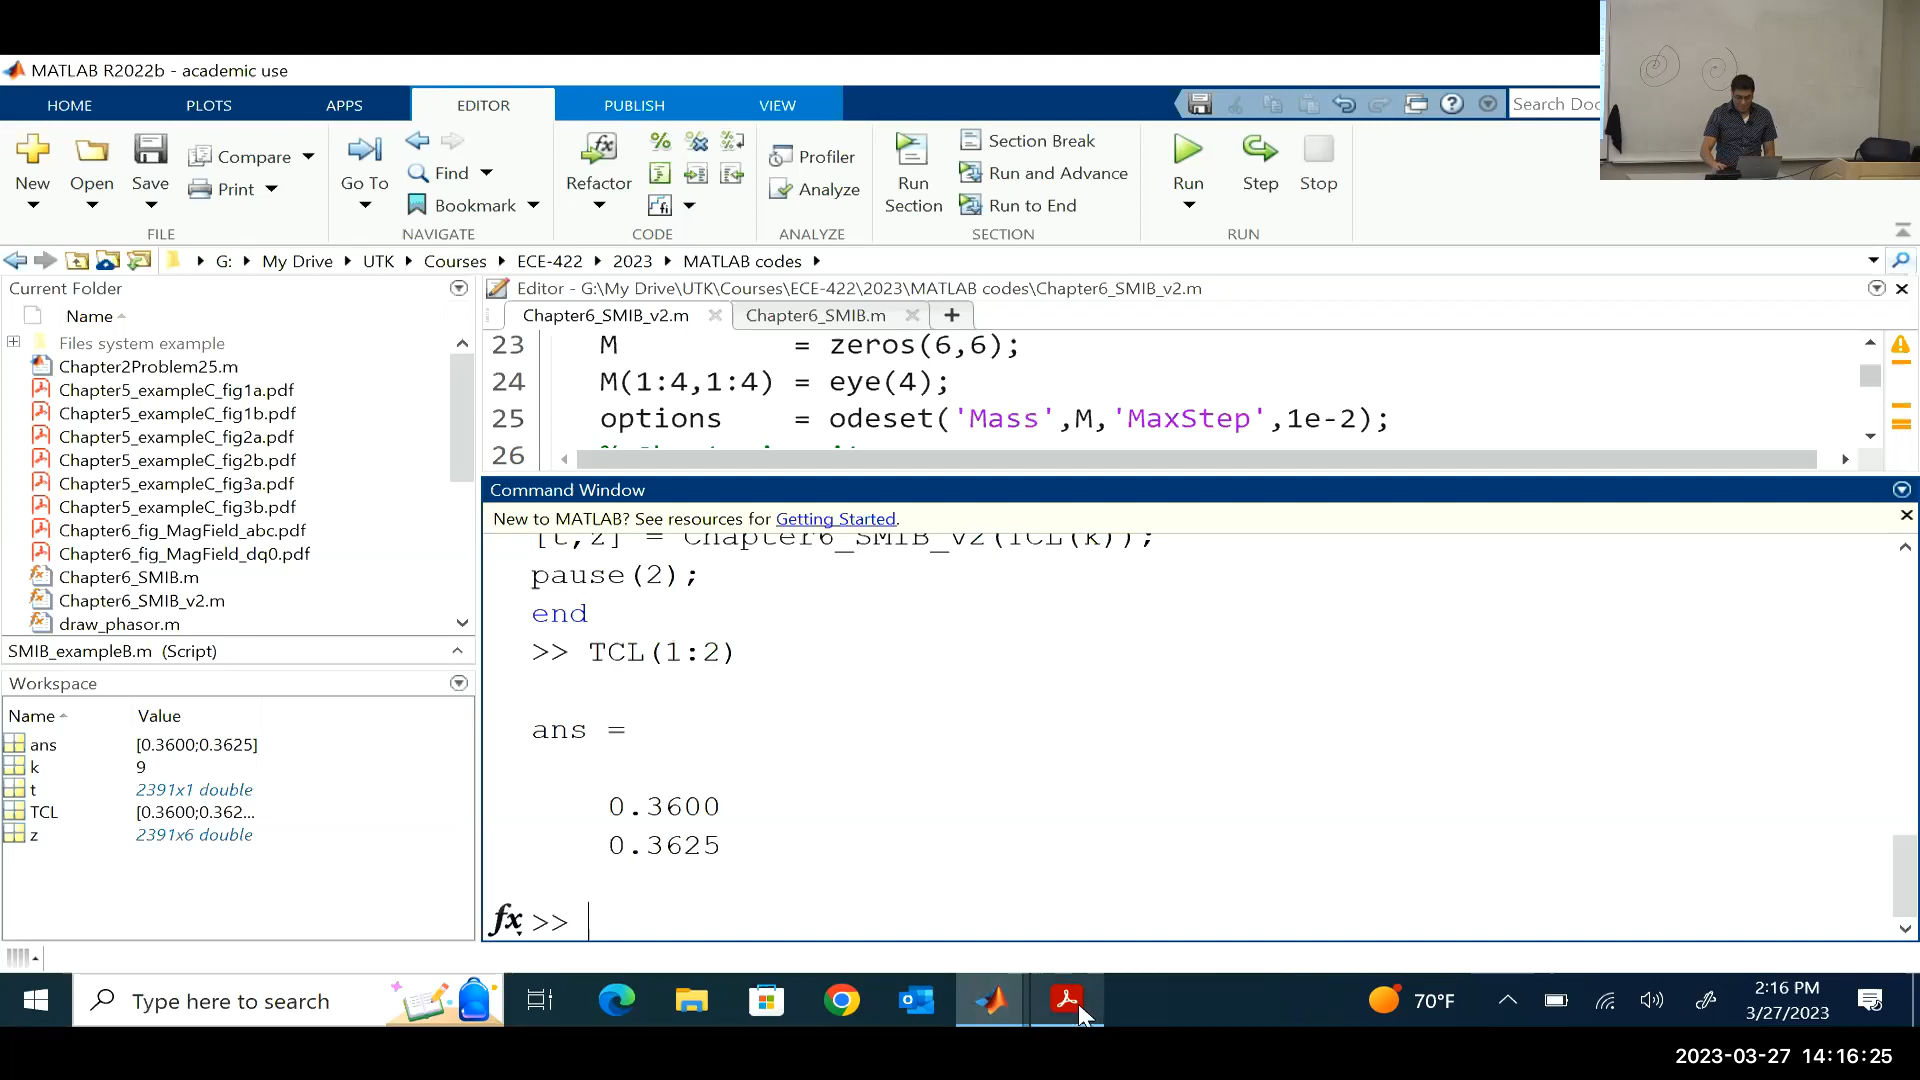 MATLAB R2022b - academic use
HOME
PLOTS
APPS
EDITOR
PUBLISH
VIEW
Search Doc
New
Open
Save
Compare
Print
Go To
Find
Bookmark
Refactor
Profiler
Analyze
Run Section
Section Break
Run and Advance
Run to End
Run
Step
Stop
FILE
NAVIGATE
CODE
ANALYZE
SECTION
RUN
G: My Drive UTK Courses ECE-422 2023 MATLAB codes
Current Folder
Name
Files system example
Chapter2Problem25.m
Chapter5_exampleC_fig1a.pdf
Chapter5_exampleC_fig1b.pdf
Chapter5_exampleC_fig2a.pdf
Chapter5_exampleC_fig2b.pdf
Chapter5_exampleC_fig3a.pdf
Chapter5_exampleC_fig3b.pdf
Chapter6_fig_MagField_abc.pdf
Chapter6_fig_MagField_dq0.pdf
Chapter6_SMIB.m
Chapter6_SMIB_v2.m
draw_phasor.m
SMIB_exampleB.m (Script)
Workspace
Name Value
ans [0.3600;0.3625]
k 9
t 2391x1 double
TCL [0.3600;0.362...
z 2391x6 double
Editor - G:\My Drive\UTK\Courses\ECE-422\2023\MATLAB codes\Chapter6_SMIB_v2.m
Chapter6_SMIB_v2.m
Chapter6_SMIB.m
23 M = zeros(6,6);
24 M(1:4,1:4) = eye(4);
25 options = odeset('Mass',M,'MaxStep',1e-2);
26
Command Window
New to MATLAB? See resources for Getting Started.
[t,z] = Chapter6_SMIB_v2(TCL(k));
pause(2);
end
>> TCL(1:2)
ans =
0.3600
0.3625
fx >>
Type here to search
70°F
2:16 PM
3/27/2023
2023-03-27 14:16:25